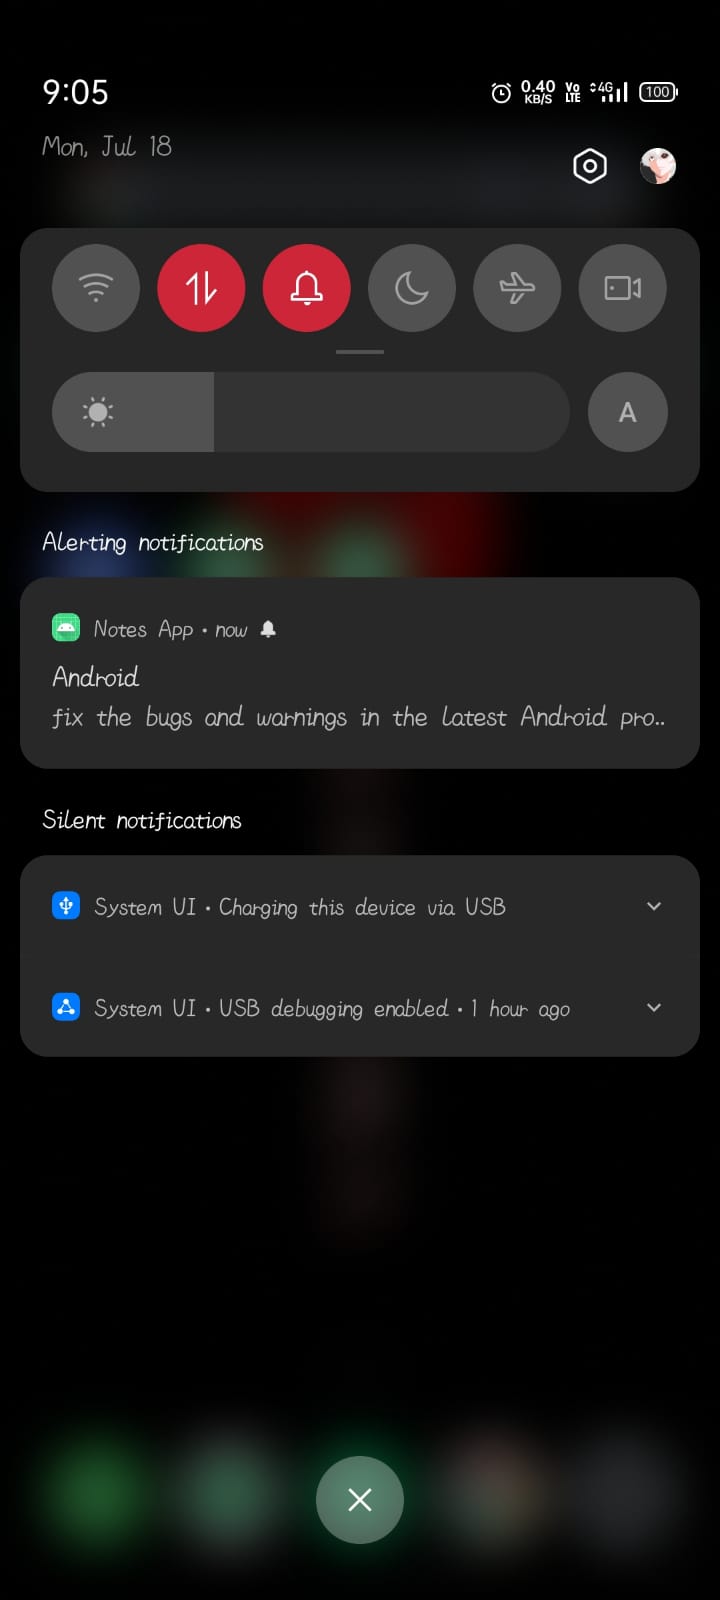 9:05
0.40 KB/S
Vo LTE
4G
100
Mon, Jul 18
A
Alerting notifications
Notes App • now
Android
fix the bugs and warnings in the latest Android pro..
Silent notifications
System UI • Charging this device via USB
System UI • USB debugging enabled • 1 hour ago